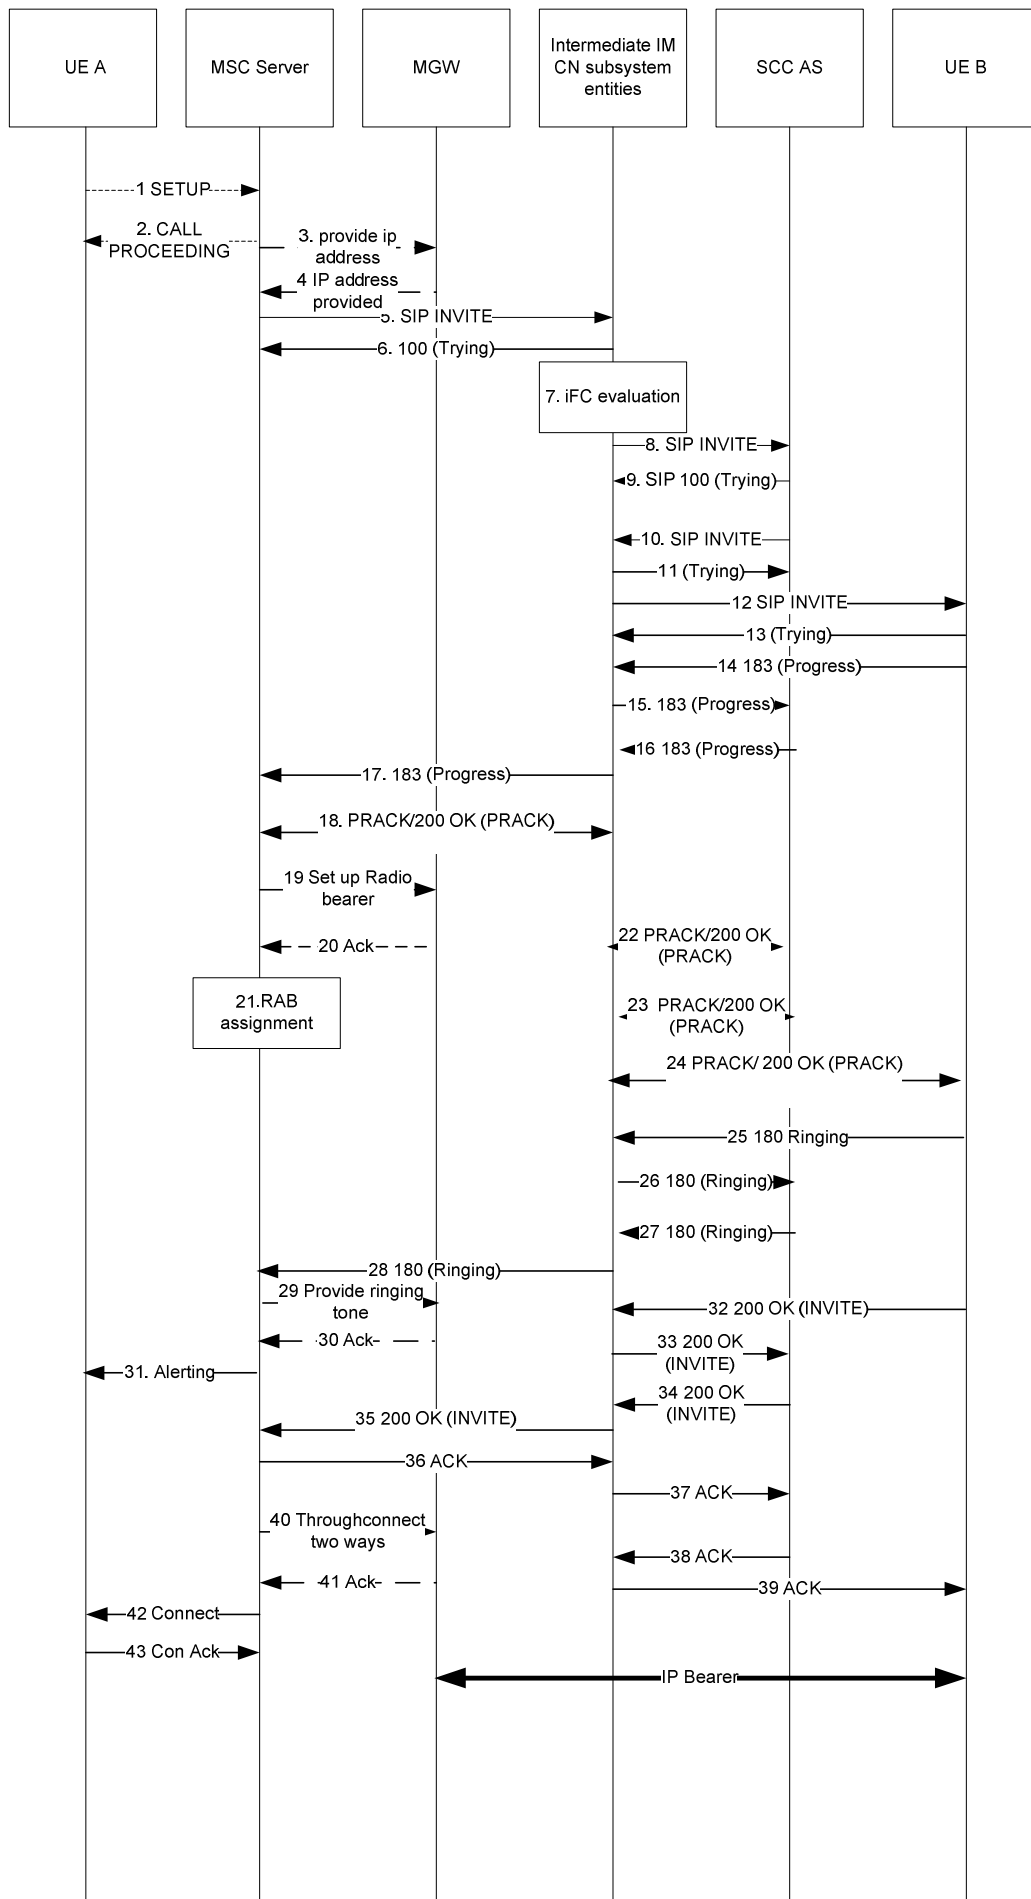 UE A
MSC Server
MGW
Intermediate IM
CN subsystem
entities
SCC AS
UE B
1 SETUP
2. CALL
PROCEEDING
3. provide ip
address
4 IP address
provided
5. SIP INVITE
6. 100 (Trying)
7. iFC evaluation
8. SIP INVITE
9. SIP 100 (Trying)
10. SIP INVITE
11 (Trying)
12 SIP INVITE
13 (Trying)
14 183 (Progress)
15. 183 (Progress)
16 183 (Progress)
17. 183 (Progress)
18. PRACK/200 OK (PRACK)
19 Set up Radio
bearer
20 Ack
22 PRACK/200 OK
(PRACK)
21.RAB
assignment
23 PRACK/200 OK
(PRACK)
24 PRACK/ 200 OK (PRACK)
25 180 Ringing
26 180 (Ringing)
27 180 (Ringing)
28 180 (Ringing)
29 Provide ringing
tone
32 200 OK (INVITE)
30 Ack
33 200 OK
(INVITE)
31. Alerting
34 200 OK
(INVITE)
35 200 OK (INVITE)
36 ACK
37 ACK
40 Throughconnect
two ways
38 ACK
41 Ack
39 ACK
42 Connect
43 Con Ack
IP Bearer